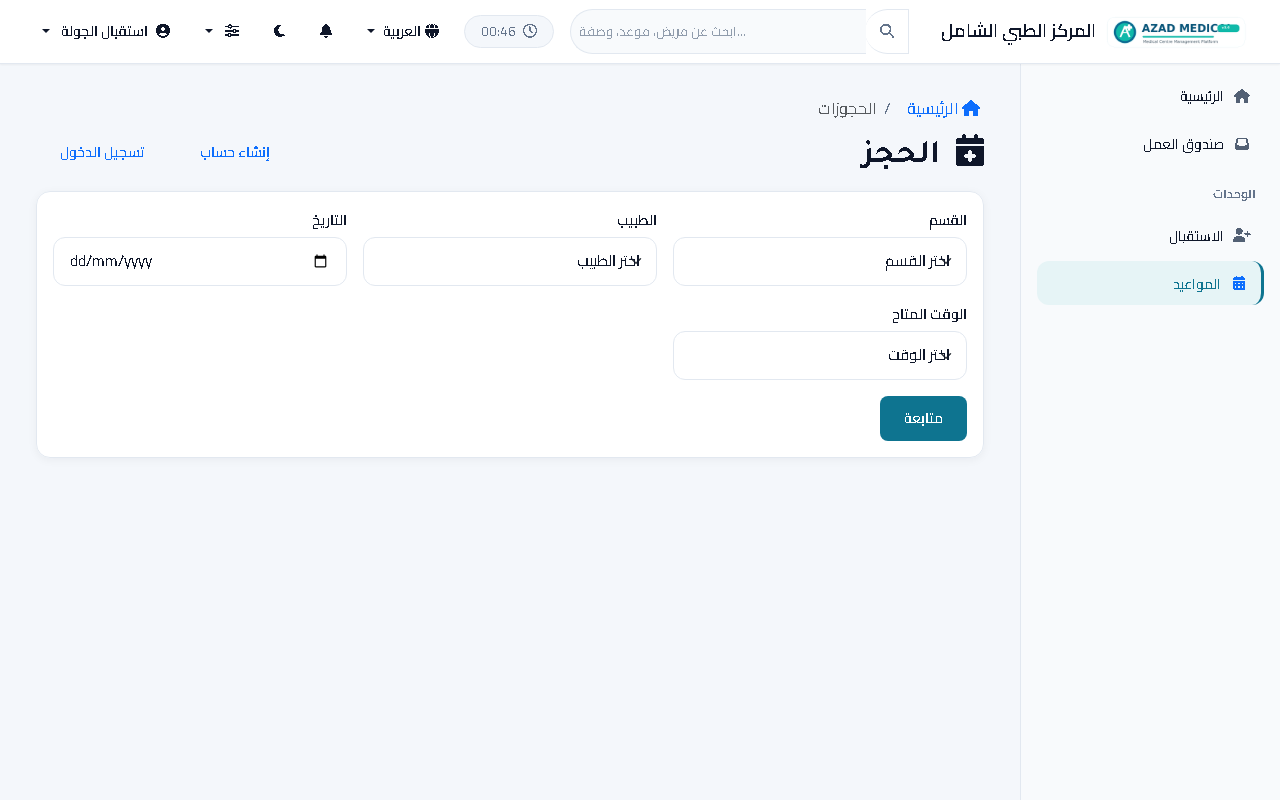 AZAD MEDIC
Medical Centre Management Platform
المركز الطبي الشامل
ابحث عن مريض، موعد، وصفة...
00:46
العربية
استقبال الجولة
الرئيسية
صندوق العمل
الوحدات
الاستقبال
المواعيد
الرئيسية / الحجوزات
الحجز
إنشاء حساب
تسجيل الدخول
القسم
الطبيب
التاريخ
اختر القسم
اختر الطبيب
dd/mm/yyyy
الوقت المتاح
اختر الوقت
متابعة